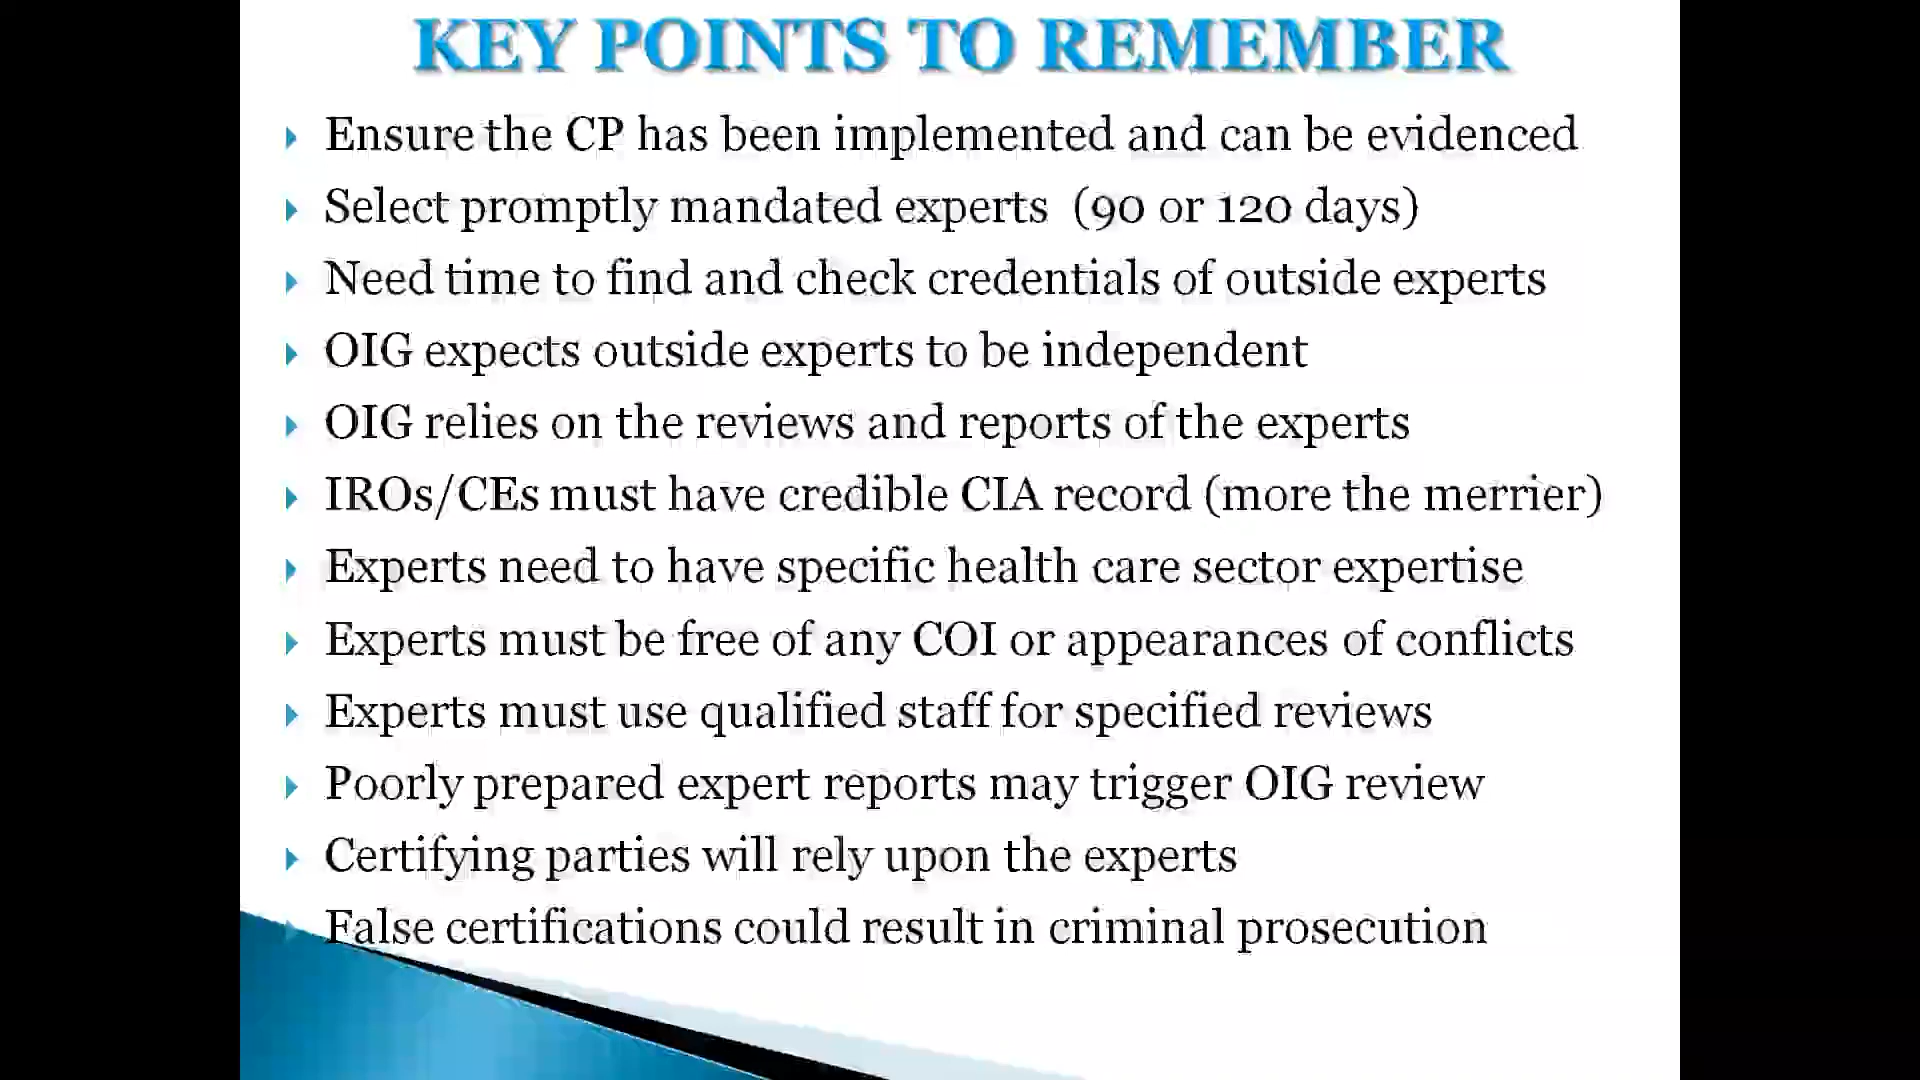 KEY POINTS TO REMEMBER
Ensure the CP has been implemented and can be evidenced
Select promptly mandated experts (90 or 120 days)
Need time to find and check credentials of outside experts
OIG expects outside experts to be independent
OIG relies on the reviews and reports of the experts
IROs/CEs must have credible CIA record (more the merrier)
Experts need to have specific health care sector expertise
Experts must be free of any COI or appearances of conflicts
Experts must use qualified staff for specified reviews
Poorly prepared expert reports may trigger OIG review
Certifying parties will rely upon the experts
False certifications could result in criminal prosecution